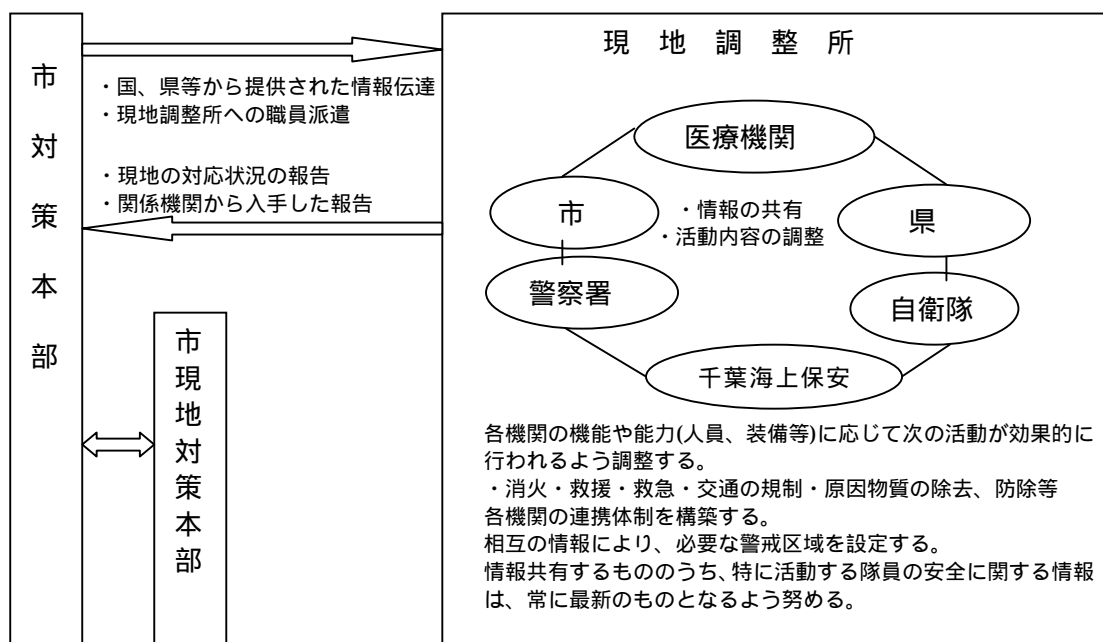 市対策本部
・国、県等から提供された情報伝達
・現地調整所への職員派遣
・現地の対応状況の報告
・関係機関から入手した報告
市現地対策本部
現地調整所
医療機関
市
・情報の共有
・活動内容の調整
県
警察署
自衛隊
千葉海上保安
各機関の機能や能力(人員、装備等)に応じて次の活動が効果的に
行われるよう調整する。
・消火・救援・救急・交通の規制・原因物質の除去、防除等
各機関の連携体制を構築する。
相互の情報により、必要な警戒区域を設定する。
情報共有するもののうち、特に活動する隊員の安全に関する情報
は、常に最新のものとなるよう努める。